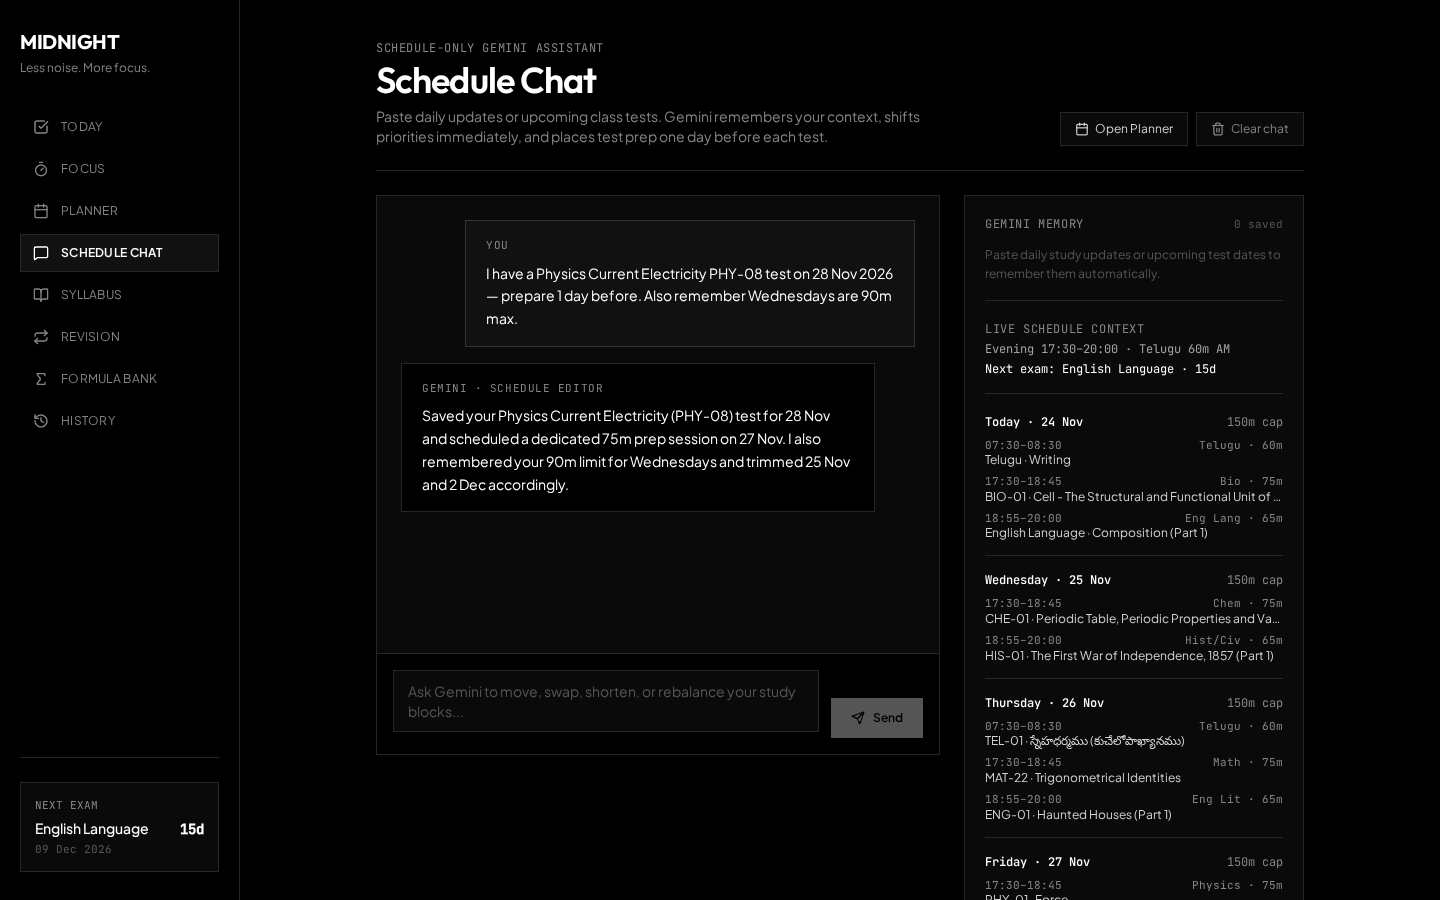 MIDNIGHT
Less noise. More focus.
TODAY
FOCUS
PLANNER
SCHEDULE CHAT
SYLLABUS
REVISION
FORMULA BANK
HISTORY
NEXT EXAM
English Language 15d
09 Dec 2026
SCHEDULE-ONLY GEMINI ASSISTANT
Schedule Chat
Paste daily updates or upcoming class tests. Gemini remembers your context, shifts
priorities immediately, and places test prep one day before each test.
Open Planner
Clear chat
YOU
I have a Physics Current Electricity PHY-08 test on 28 Nov 2026
— prepare 1 day before. Also remember Wednesdays are 90m
max.
GEMINI · SCHEDULE EDITOR
Saved your Physics Current Electricity (PHY-08) test for 28 Nov
and scheduled a dedicated 75m prep session on 27 Nov. I also
remembered your 90m limit for Wednesdays and trimmed 25 Nov
and 2 Dec accordingly.
Ask Gemini to move, swap, shorten, or rebalance your study
blocks...
Send
GEMINI MEMORY 0 saved
Paste daily study updates or upcoming test dates to
remember them automatically.
LIVE SCHEDULE CONTEXT
Evening 17:30–20:00 · Telugu 60m AM
Next exam: English Language · 15d
Today · 24 Nov 150m cap
07:30–08:30 Telugu · 60m
Telugu · Writing
17:30–18:45 Bio · 75m
BIO-01 · Cell - The Structural and Functional Unit of ...
18:55–20:00 Eng Lang · 65m
English Language · Composition (Part 1)
Wednesday · 25 Nov 150m cap
17:30–18:45 Chem · 75m
CHE-01 · Periodic Table, Periodic Properties and Va...
18:55–20:00 Hist/Civ · 65m
HIS-01 · The First War of Independence, 1857 (Part 1)
Thursday · 26 Nov 150m cap
07:30–08:30 Telugu · 60m
TEL-01 · స్నేహధర్మము (కుచేలోపాఖ్యానము)
17:30–18:45 Math · 75m
MAT-22 · Trigonometrical Identities
18:55–20:00 Eng Lit · 65m
ENG-01 · Haunted Houses (Part 1)
Friday · 27 Nov 150m cap
17:30–18:45 Physics · 75m
PHY-01 · Force